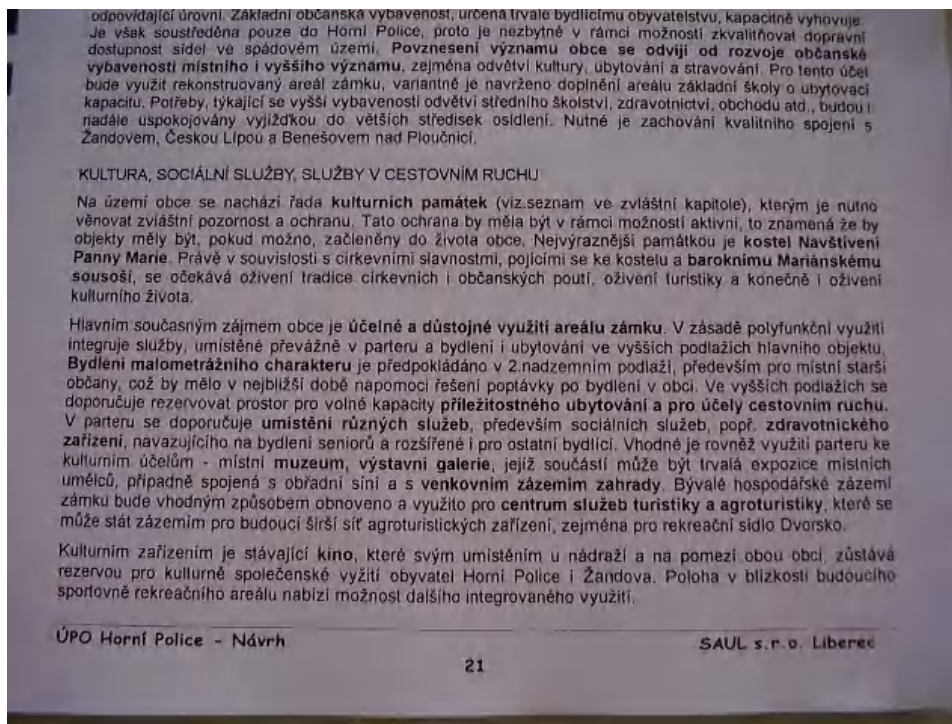 odpovídající úrovni. Základní občanská vybavenost, určená trvale bydlícímu obyvatelstvu, kapacitně vyhovuje.
Je však soustředěna pouze do Horní Police, proto je nezbytné v rámci možností zkvalitňovat dopravní
dostupnost sídel ve spádovém území. Povznesení významu obce se odvíjí od rozvoje občanské
vybavenosti místního i vyššího významu, zejména odvětví kultury, ubytování a stravování. Pro tento účel
bude využit rekonstruovaný areál zámku, variantně je navrženo doplnění areálu základní školy o ubytovací
kapacitu. Potřeby, týkající se vyšší vybavenosti odvětví středního školství, zdravotnictví, obchodu atd., budou i
nadále uspokojovány vyjížďkou do větších středisek osídlení. Nutné je zachování kvalitního spojení s
Žandovem, Českou Lípou a Benešovem nad Ploučnicí.
KULTURA, SOCIÁLNÍ SLUŽBY, SLUŽBY V CESTOVNÍM RUCHU
Na území obce se nachází řada kulturních památek (viz.seznam ve zvláštní kapitole), kterým je nutno
věnovat zvláštní pozornost a ochranu. Tato ochrana by měla být v rámci možností aktivní, to znamená že by
objekty měly být, pokud možno, začleněny do života obce. Nejvýraznější památkou je kostel Navštívení
Panny Marie. Právě v souvislosti s církevními slavnostmi, pojícími se ke kostelu a baroknímu Mariánskému
sousoší, se očekává oživení tradice církevních i občanských poutí, oživení turistiky a konečně i oživení
kulturního života.
Hlavním současným zájmem obce je účelné a důstojné využití areálu zámku. V zásadě polyfunkční využití
integruje služby, umístěné převážně v parteru a bydlení i ubytování ve vyšších podlažích hlavního objektu.
Bydlení malometrážního charakteru je předpokládáno v 2.nadzemním podlaží, především pro místní starší
občany, což by mělo v nejbližší době napomoci řešení poptávky po bydlení v obci. Ve vyšších podlažích se
doporučuje rezervovat prostor pro volné kapacity příležitostného ubytování a pro účely cestovním ruchu.
V parteru se doporučuje umístění různých služeb, především sociálních služeb, popř. zdravotnického
zařízení, navazujícího na bydlení seniorů a rozšířené i pro ostatní bydlící. Vhodné je rovněž využití parteru ke
kulturním účelům - místní muzeum, výstavní galerie, jejíž součástí může být trvalá expozice místních
umělců, případně spojená s obřadní síní a s venkovním zázemím zahrady. Bývalé hospodářské zázemí
zámku bude vhodným způsobem obnoveno a využito pro centrum služeb turistiky a agroturistiky, které se
může stát zázemím pro budoucí širší síť agroturistických zařízení, zejména pro rekreační sídlo Dvorsko.
Kulturním zařízením je stávající kino, které svým umístěním u nádraží a na pomezí obou obcí, zůstává
rezervou pro kulturně společenské vyžití obyvatel Horní Police i Žandova. Poloha v blízkosti budoucího
sportovně rekreačního areálu nabízí možnost dalšího integrovaného využití.
ÚPO Horní Police - Návrh
SAUL s.r.o. Liberec
21